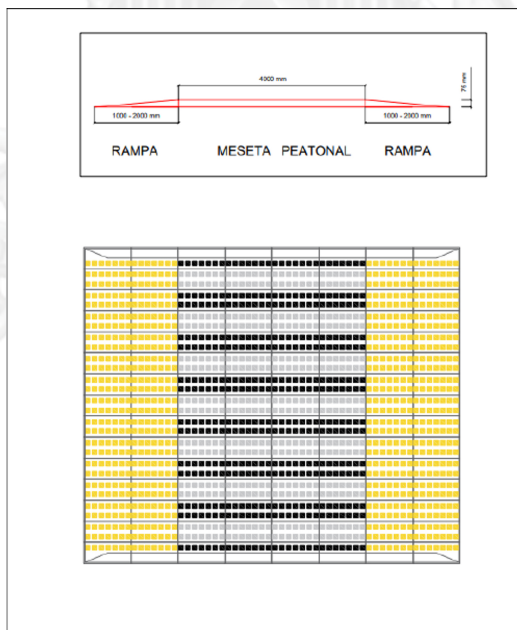 4000 mm
75 mm
1000 - 2000 mm
1000 - 2000 mm
RAMPA MESETA PEATONAL RAMPA